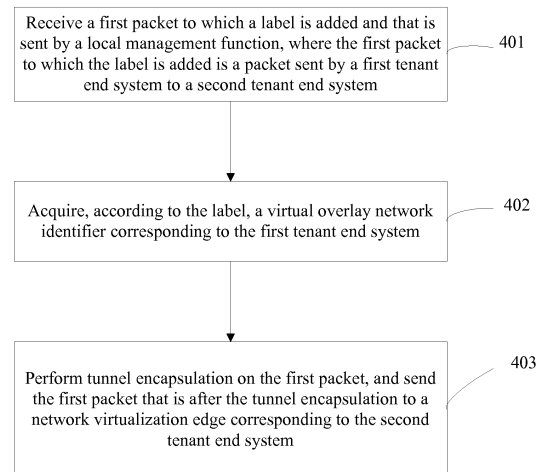 Receive a first packet to which a label is added and that is
sent by a local management function, where the first packet
to which the label is added is a packet sent by a first tenant
end system to a second tenant end system
401
Acquire, according to the label, a virtual overlay network
identifier corresponding to the first tenant end system
402
Perform tunnel encapsulation on the first packet, and send
the first packet that is after the tunnel encapsulation to a
network virtualization edge corresponding to the second
tenant end system
403